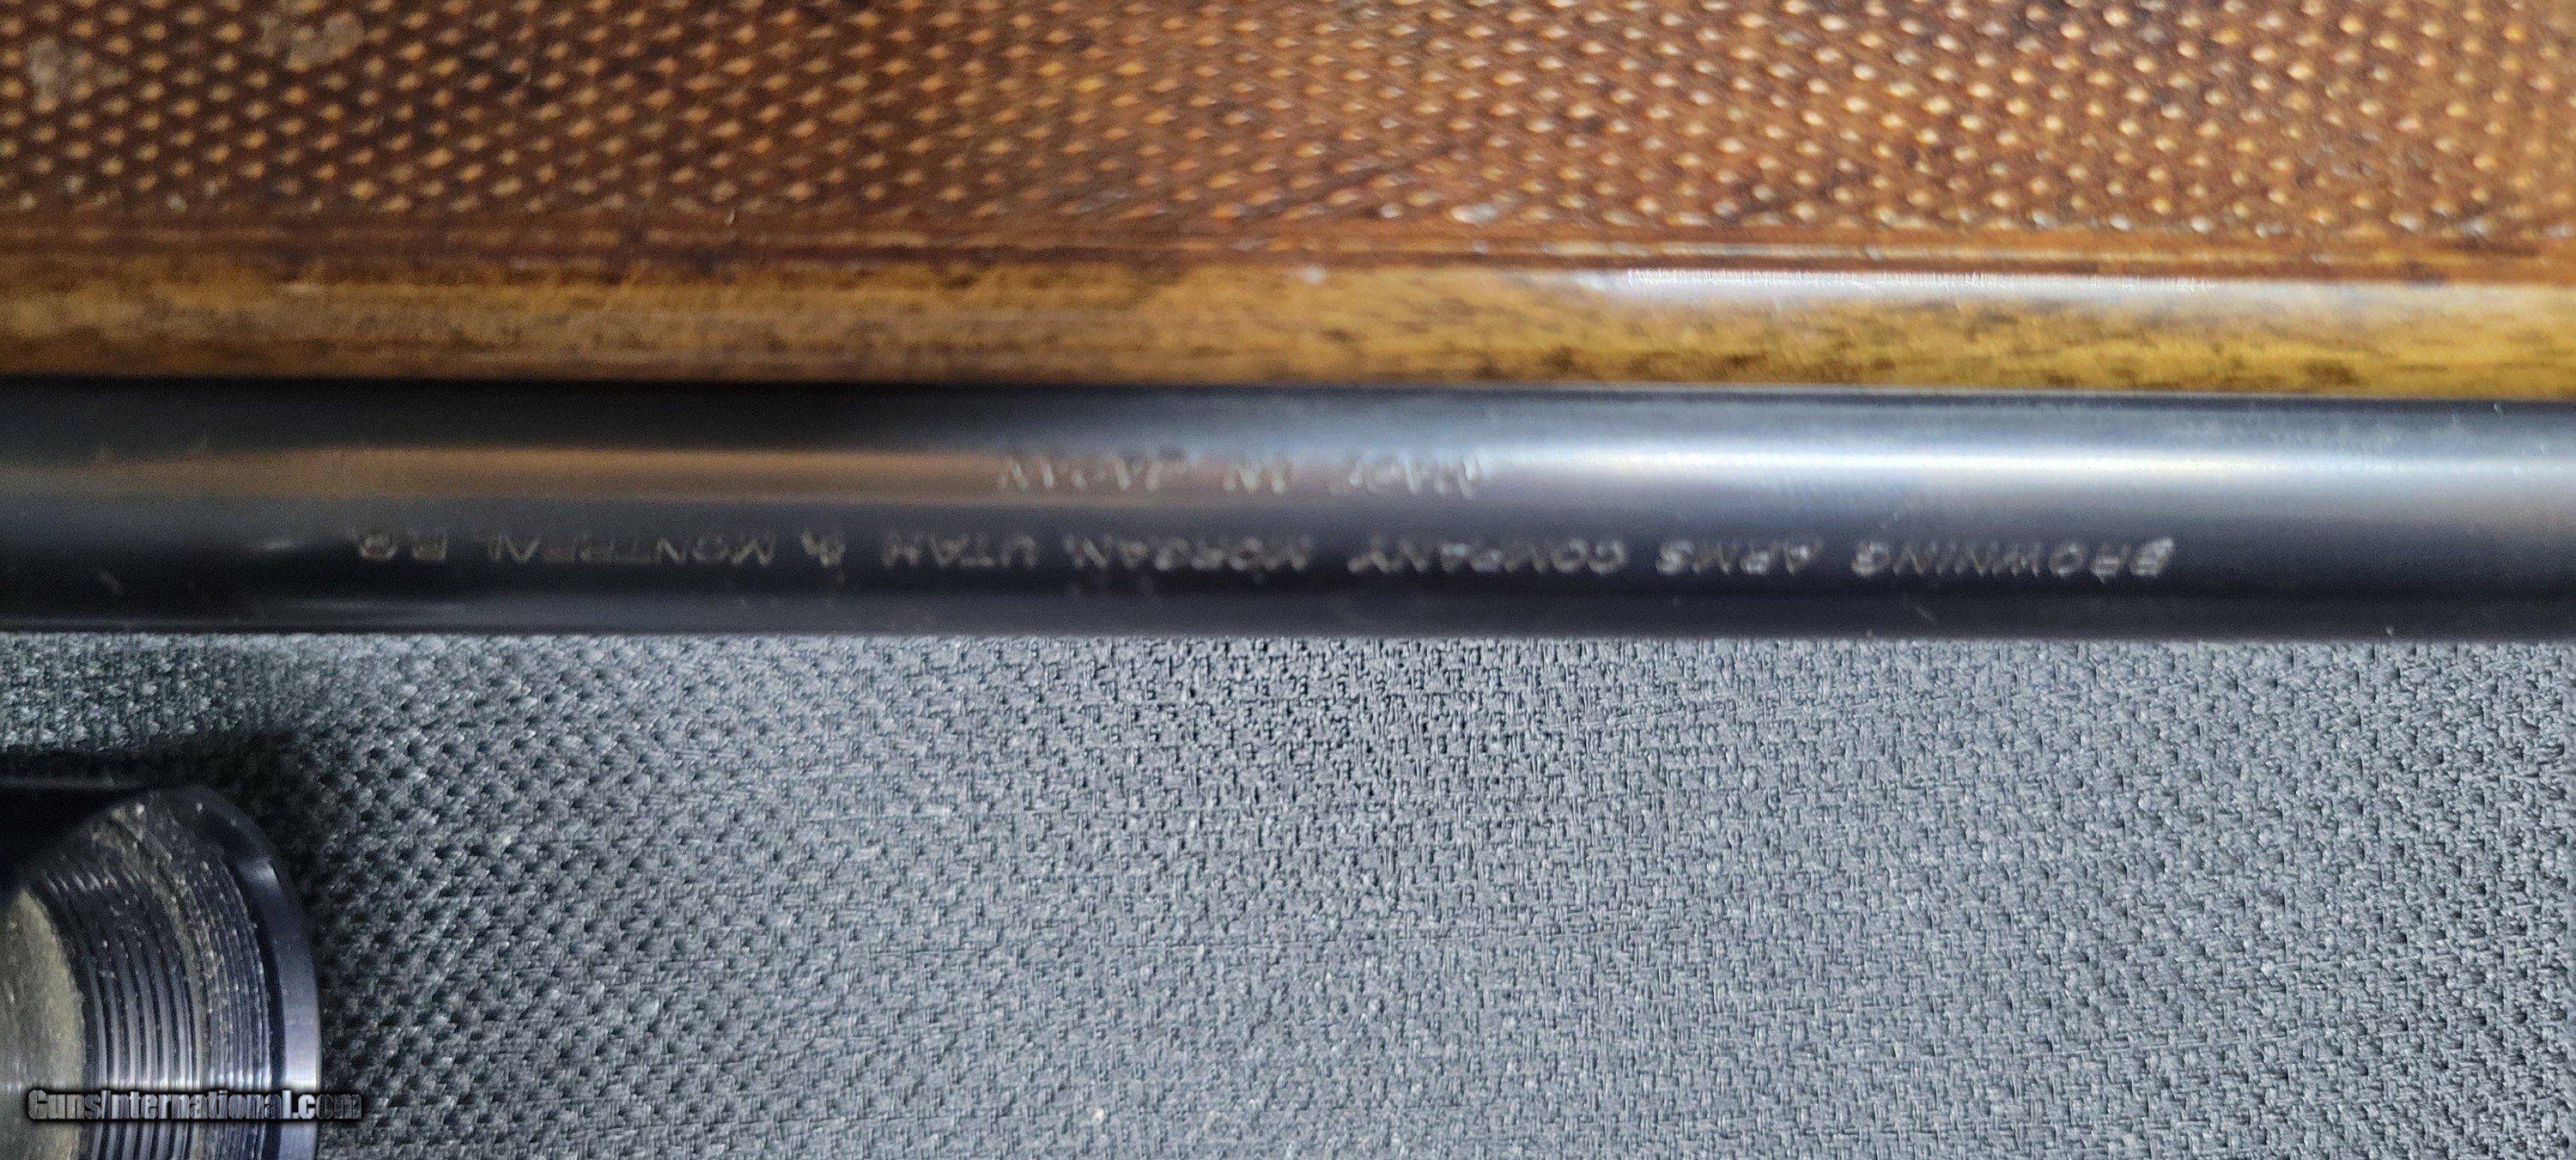 BROWNING ARMS COMPANY MORGAN, UTAH & MONTREAL P.Q.
MADE IN JAPAN
GunsInternational.com